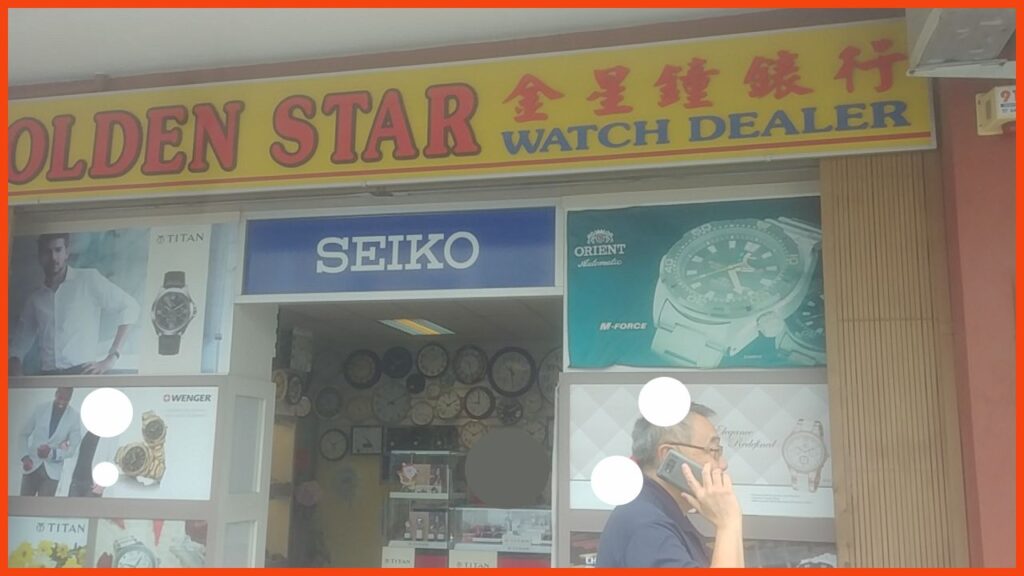 OLDEN STAR
金星鐘錶行
WATCH DEALER
TITAN
SEIKO
ORIENT
Automatic
M-FORCE
WENGER
Elegance
Redefined
TITAN
TITAN
TITAN